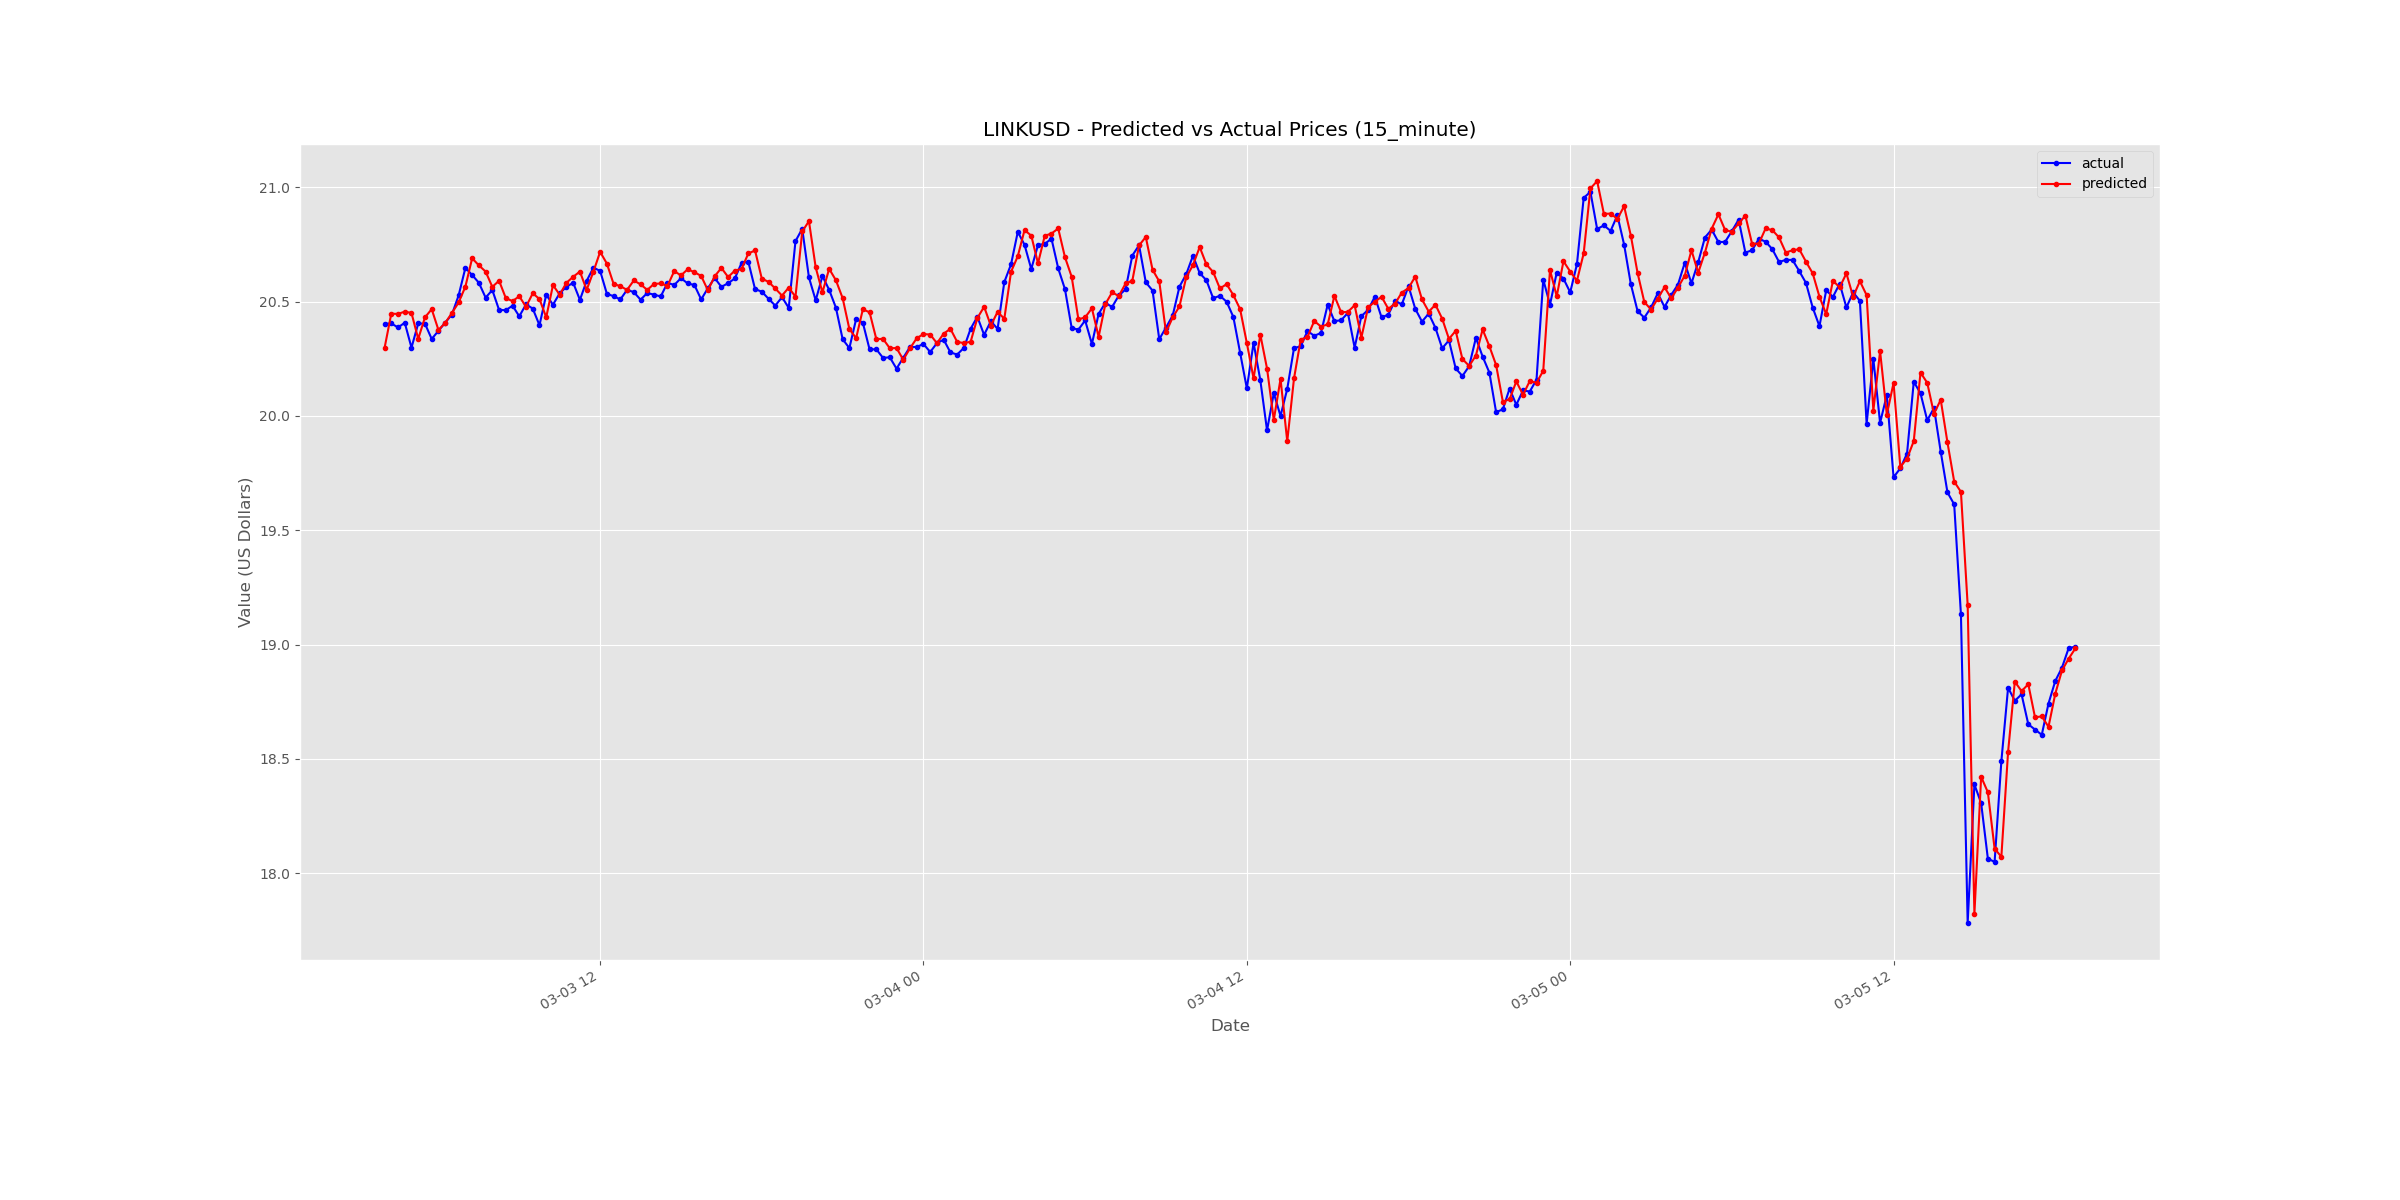 LINKUSD - Predicted vs Actual Prices (15_minute)
actual
predicted
21.0
20.5
20.0
19.5
19.0
18.5
18.0
Value (US Dollars)
03-03 12
03-04 00
03-04 12
03-05 00
03-05 12
Date